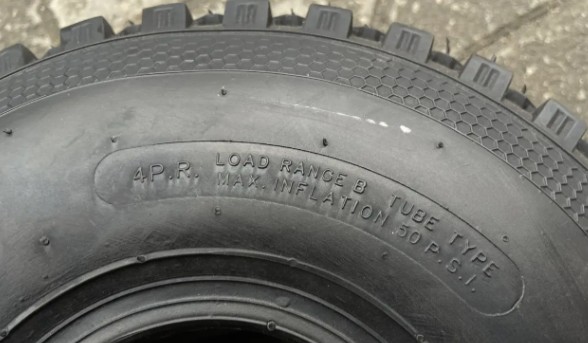 4P.R. LOAD RANGE B TUBE TYPE
MAX. INFLATION 50 P.S.I.